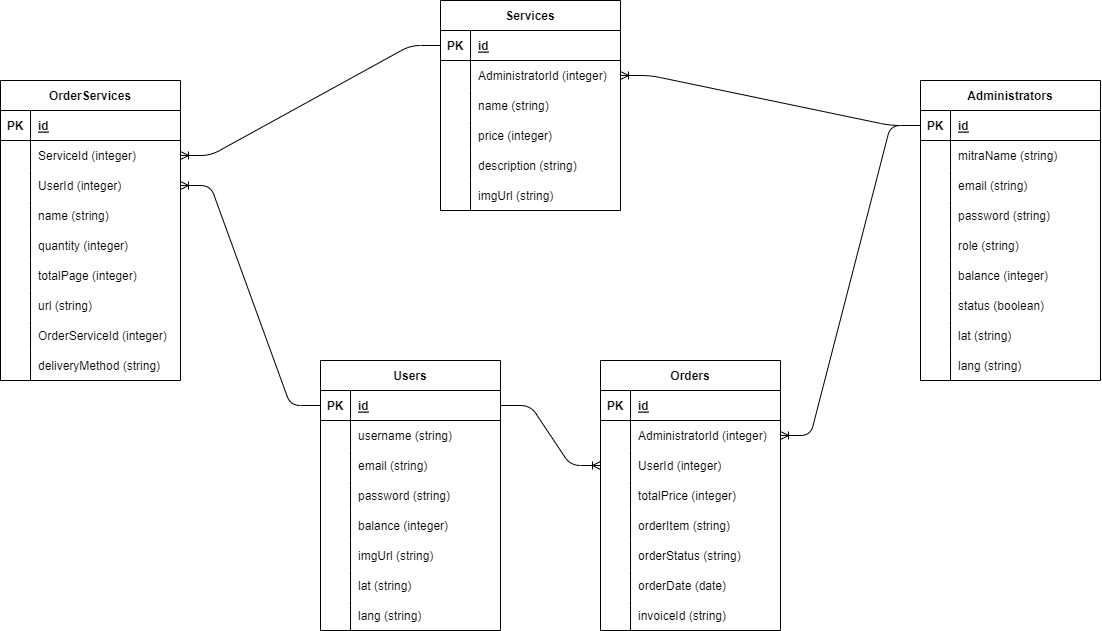 Services
PK id
AdministratorId (integer)
name (string)
price (integer)
description (string)
imgUrl (string)
OrderServices
PK id
ServiceId (integer)
UserId (integer)
name (string)
quantity (integer)
totalPage (integer)
url (string)
OrderServiceId (integer)
deliveryMethod (string)
Administrators
PK id
mitraName (string)
email (string)
password (string)
role (string)
balance (integer)
status (boolean)
lat (string)
lang (string)
Users
PK id
username (string)
email (string)
password (string)
balance (integer)
imgUrl (string)
lat (string)
lang (string)
Orders
PK id
AdministratorId (integer)
UserId (integer)
totalPrice (integer)
orderItem (string)
orderStatus (string)
orderDate (date)
invoiceId (string)